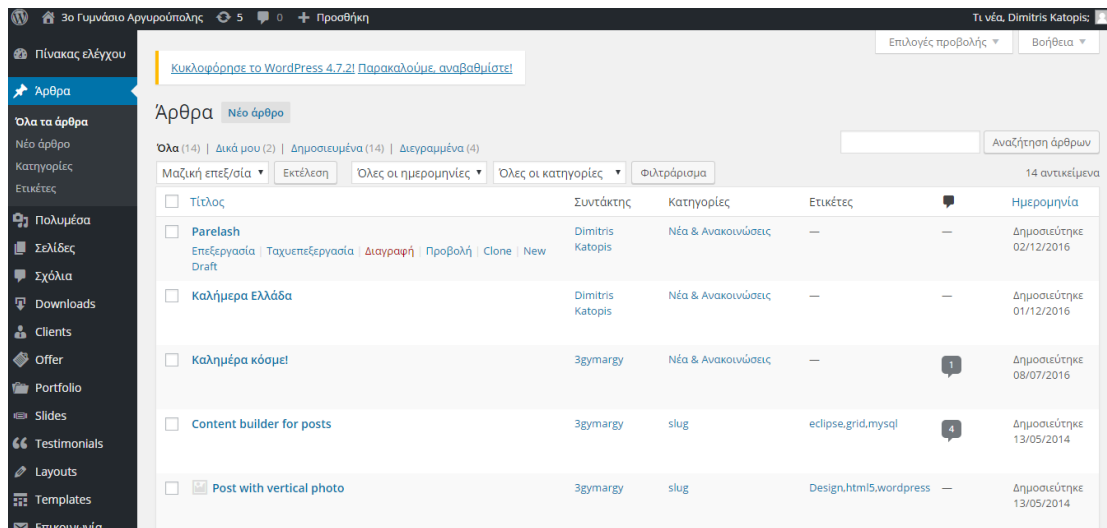 3ο Γυμνάσιο Αργυρούπολης 5 0 + Προσθήκη Τι νέα, Dimitris Katopis;
Πίνακας ελέγχου
Άρθρα
Όλα τα άρθρα
Νέο άρθρο
Κατηγορίες
Ετικέτες
Πολυμέσα
Σελίδες
Σχόλια
Downloads
Clients
Offer
Portfolio
Slides
Testimonials
Layouts
Templates
Επικοινωνία
Επιλογές προβολής Βοήθεια
Κυκλοφόρησε το WordPress 4.7.2! Παρακαλούμε, αναβαθμίστε!
Άρθρα Νέο άρθρο
Όλα (14) | Δικά μου (2) | Δημοσιευμένα (14) | Διεγραμμένα (4)
Αναζήτηση άρθρων
Μαζική επεξ/σία Εκτέλεση Όλες οι ημερομηνίες Όλες οι κατηγορίες Φιλτράρισμα 14 αντικείμενα
Τίτλος Συντάκτης Κατηγορίες Ετικέτες Ημερομηνία
Parelash Dimitris Νέα & Ανακοινώσεις — — Δημοσιεύτηκε
Επεξεργασία | Ταχυεπεξεργασία | Διαγραφή | Προβολή | Clone | New Katopis 02/12/2016
Draft
Καλήμερα Ελλάδα Dimitris Νέα & Ανακοινώσεις — — Δημοσιεύτηκε
Katopis 01/12/2016
Καλημέρα κόσμε! 3gymargy Νέα & Ανακοινώσεις — 1 Δημοσιεύτηκε
08/07/2016
Content builder for posts 3gymargy slug eclipse,grid,mysql 4 Δημοσιεύτηκε
13/05/2014
Post with vertical photo 3gymargy slug Design,html5,wordpress — Δημοσιεύτηκε
13/05/2014